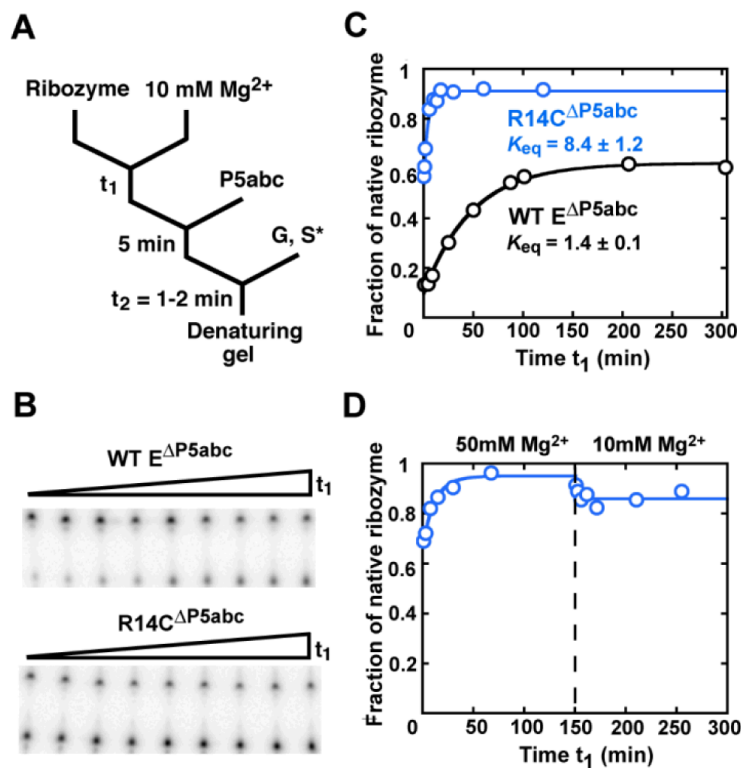 A
Ribozyme 10 mM Mg2+
t1
P5abc
5 min
G, S*
t2 = 1-2 min
Denaturing
gel
B
WT EΔP5abc
t1
R14CΔP5abc
t1
C
Fraction of native ribozyme
1
0.8
0.6
0.4
0.2
R14CΔP5abc
Keq = 8.4 ± 1.2
WT EΔP5abc
Keq = 1.4 ± 0.1
0 50 100 150 200 250 300
Time t1 (min)
D
50mM Mg2+ 10mM Mg2+
Fraction of native ribozyme
1
0.8
0.6
0.4
0.2
0 50 100 150 200 250 300
Time t1 (min)